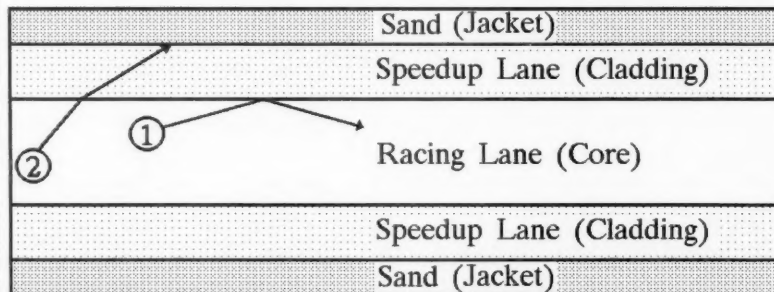 Sand (Jacket)
Speedup Lane (Cladding)
1
2
Racing Lane (Core)
Speedup Lane (Cladding)
Sand (Jacket)